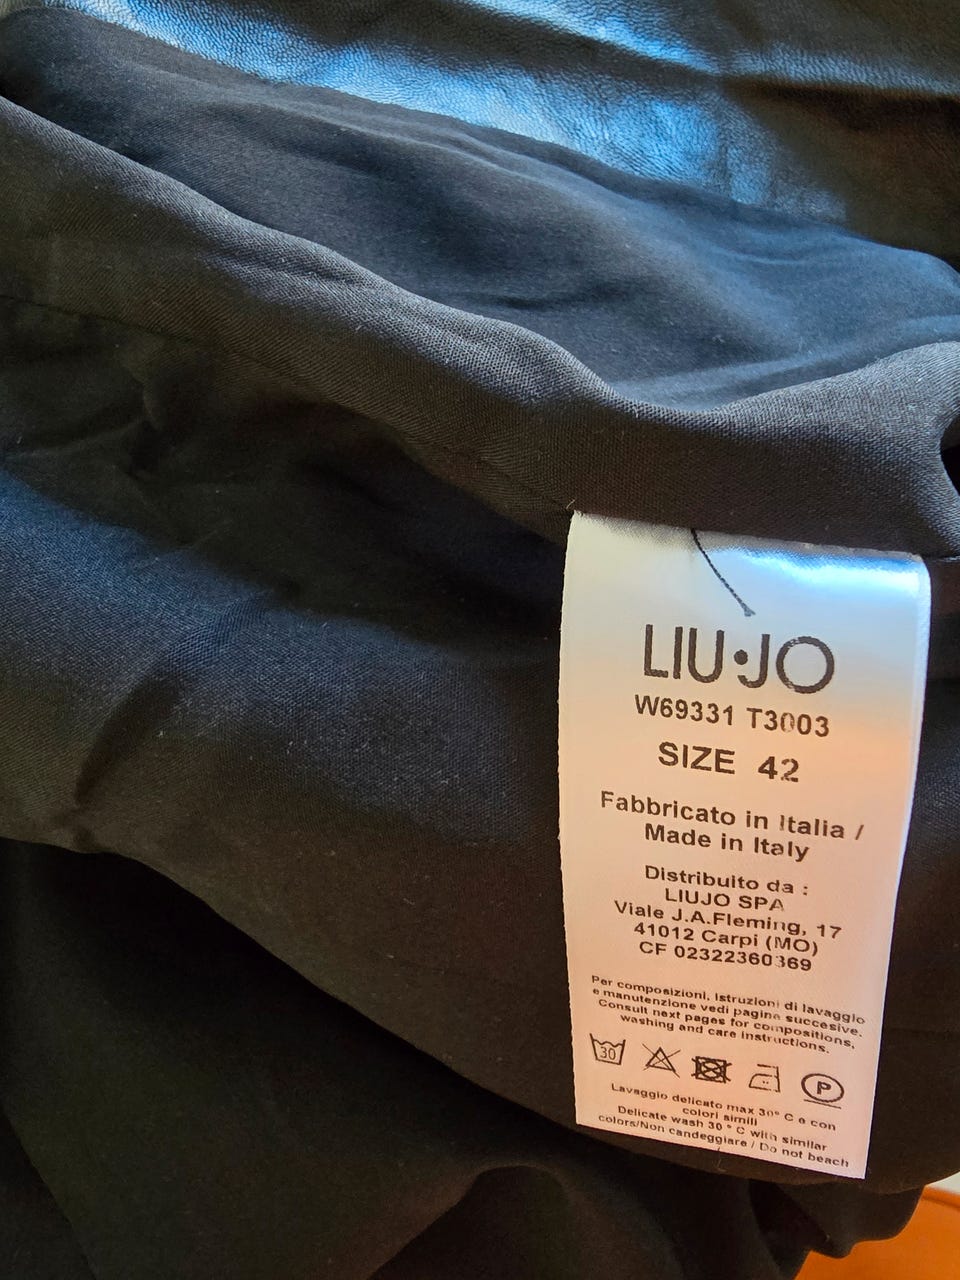 LIU·JO
W69331 T3003
SIZE 42
Fabbricato in Italia /
Made in Italy
Distribuito da :
LIUJO SPA
Viale J.A.Fleming, 17
41012 Carpi (MO)
CF 02322360369
Per composizioni, istruzioni di lavaggio
e manutenzione vedi pagina succesive.
Consult next pages for compositions,
washing and care instructions.
30
P
Lavaggio delicato max 30° C e con
colori simili
Delicate wash 30° C with similar
colors/Non candeggiare / Do not beach